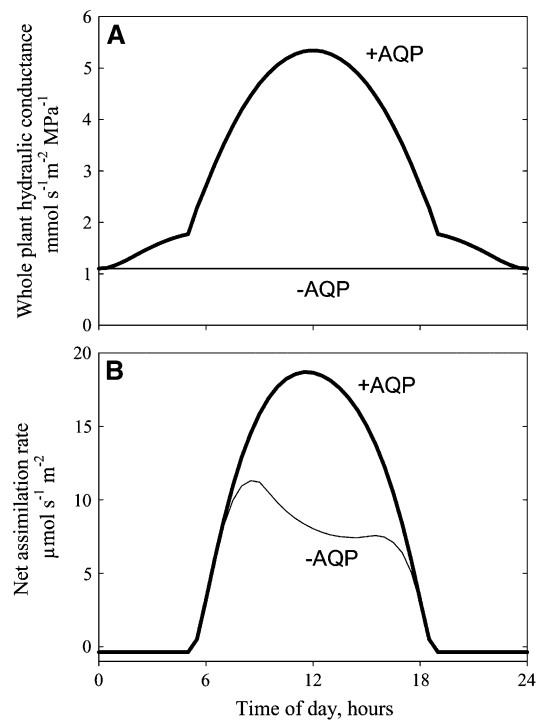 A
+AQP
-AQP
Whole plant hydraulic conductance
mmol s⁻¹m⁻² MPa⁻¹
6
5
4
3
2
1
0
B
+AQP
-AQP
Net assimilation rate
μmol s⁻¹ m⁻²
20
15
10
5
0
0 6 12 18 24
Time of day, hours